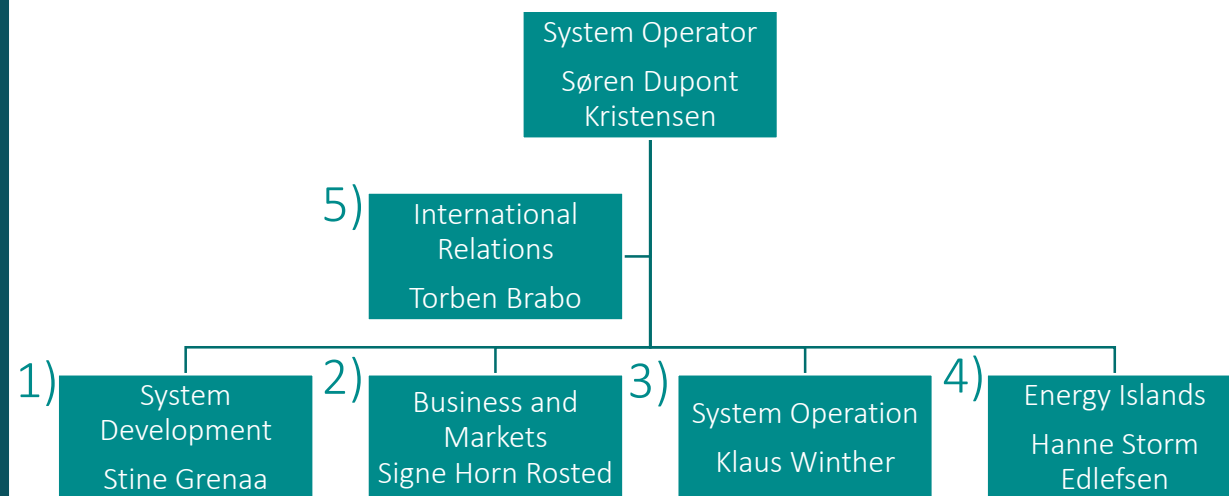 System Operator
Søren Dupont
Kristensen
5)
International
Relations
Torben Brabo
1)
System
Development
Stine Grenaa
2)
Business and
Markets
Signe Horn Rosted
3)
System Operation
Klaus Winther
4)
Energy Islands
Hanne Storm
Edlefsen